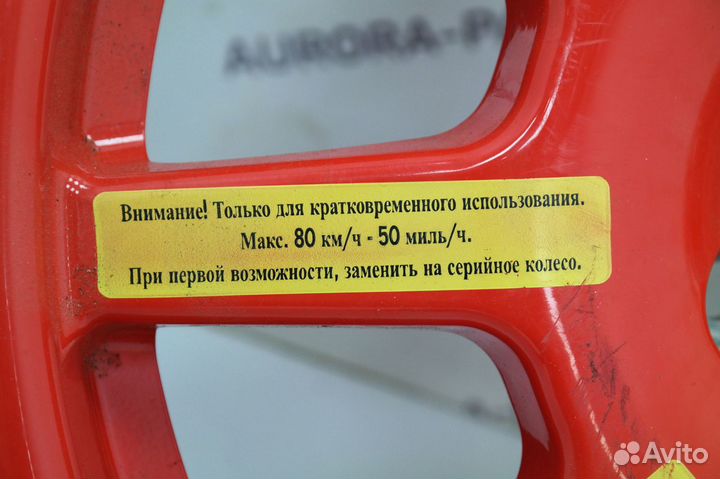 AURORA-PA
Внимание! Только для кратковременного использования.
Макс. 80 км/ч - 50 миль/ч.
При первой возможности, заменить на серийное колесо.
Avito